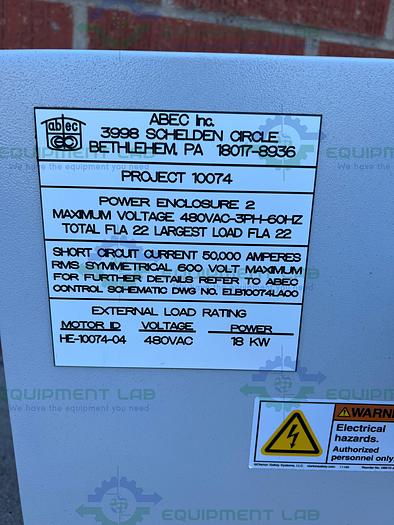 abec
ABEC Inc.
3998 SCHELDEN CIRCLE
BETHLEHEM, PA 18017-8936
PROJECT 10074
POWER ENCLOSURE 2
MAXIMUM VOLTAGE 480VAC-3PH-60HZ
TOTAL FLA 22 LARGEST LOAD FLA 22
SHORT CIRCUIT CURRENT 50,000 AMPERES
RMS SYMMETRICAL 600 VOLT MAXIMUM
FOR FURTHER DETAILS REFER TO ABEC
CONTROL SCHEMATIC DWG NO. ELB10074LA00
EXTERNAL LOAD RATING
MOTOR ID VOLTAGE POWER
HE-10074-04 480VAC 18 KW
WARNI
Electrical
hazards.
Authorized
personnel only
EQUIPMENT LAB
We have the equipment you need